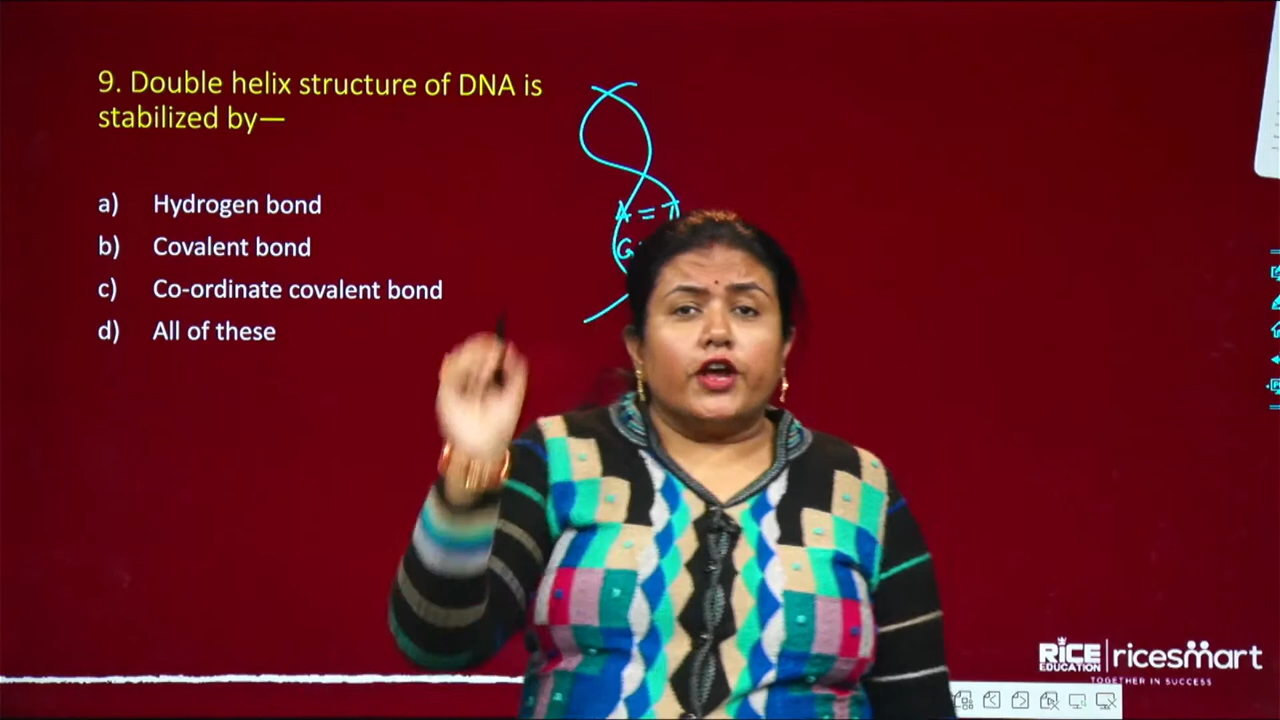 9. Double helix structure of DNA is
stabilized by—
a) Hydrogen bond
b) Covalent bond
c) Co-ordinate covalent bond
d) All of these
A = T
G
RICE EDUCATION | ricesmart
TOGETHER IN SUCCESS